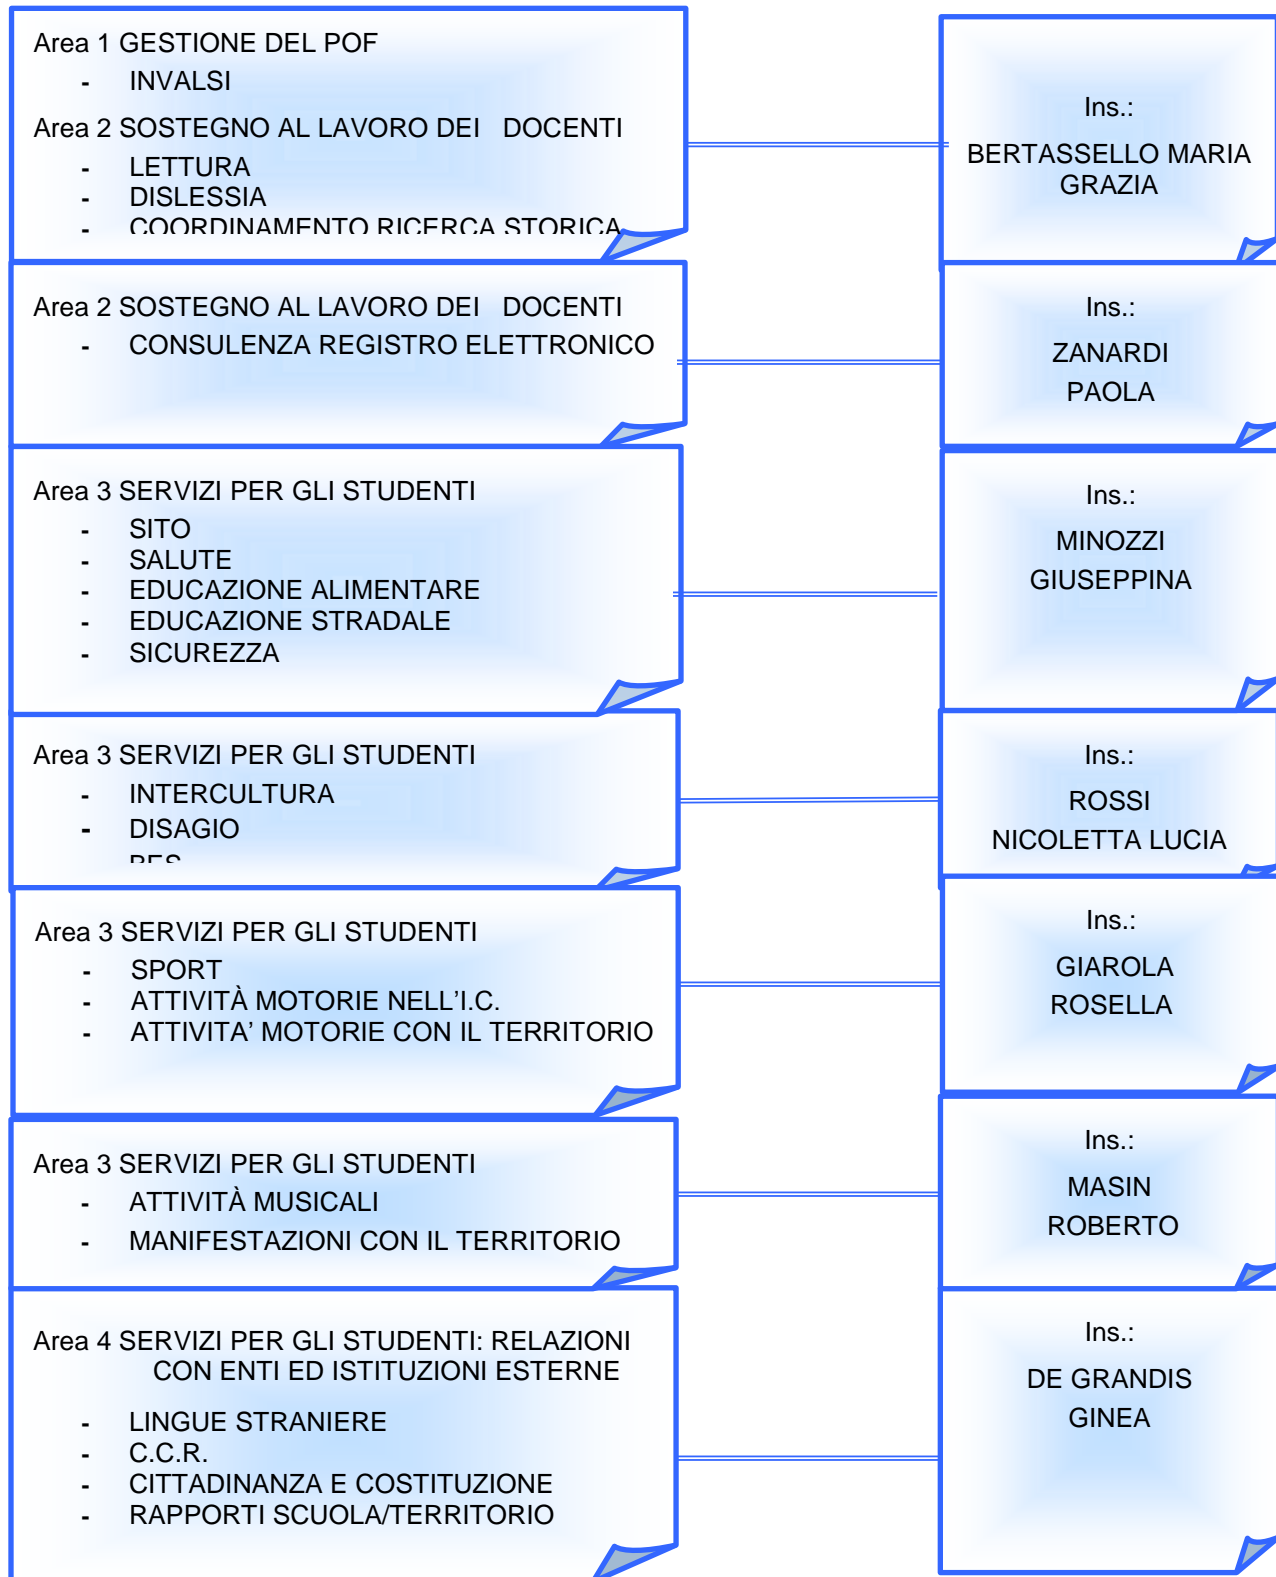 Area 1 GESTIONE DEL POF
- INVALSI
Area 2 SOSTEGNO AL LAVORO DEI DOCENTI
- LETTURA
- DISLESSIA
- COORDINAMENTO RICERCA STORICA
Ins.:
BERTASSELLO MARIA
GRAZIA
Area 2 SOSTEGNO AL LAVORO DEI DOCENTI
- CONSULENZA REGISTRO ELETTRONICO
Ins.:
ZANARDI
PAOLA
Area 3 SERVIZI PER GLI STUDENTI
- SITO
- SALUTE
- EDUCAZIONE ALIMENTARE
- EDUCAZIONE STRADALE
- SICUREZZA
Ins.:
MINOZZI
GIUSEPPINA
Area 3 SERVIZI PER GLI STUDENTI
- INTERCULTURA
- DISAGIO
BES
Ins.:
ROSSI
NICOLETTA LUCIA
Area 3 SERVIZI PER GLI STUDENTI
- SPORT
- ATTIVITÀ MOTORIE NELL’I.C.
- ATTIVITA’ MOTORIE CON IL TERRITORIO
Ins.:
GIAROLA
ROSELLA
Area 3 SERVIZI PER GLI STUDENTI
- ATTIVITÀ MUSICALI
- MANIFESTAZIONI CON IL TERRITORIO
Ins.:
MASIN
ROBERTO
Area 4 SERVIZI PER GLI STUDENTI: RELAZIONI
CON ENTI ED ISTITUZIONI ESTERNE
- LINGUE STRANIERE
- C.C.R.
- CITTADINANZA E COSTITUZIONE
- RAPPORTI SCUOLA/TERRITORIO
Ins.:
DE GRANDIS
GINEA